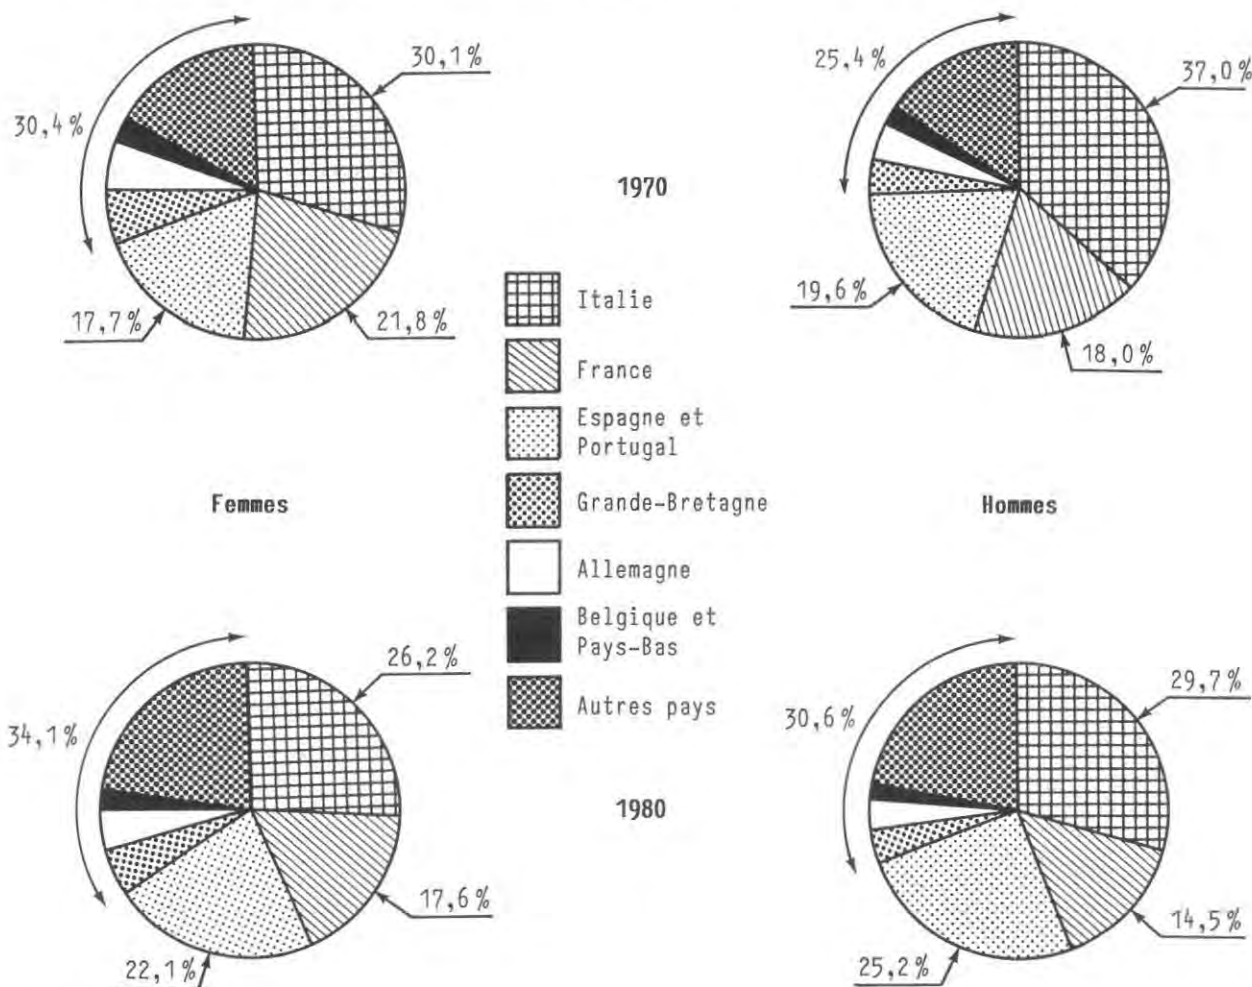 30,1%
25,4%
37,0%
30,4%
1970
19,6%
17,7%
21,8%
18,0%
Italie
France
Espagne et
Portugal
Femmes
Grande-Bretagne
Hommes
Allemagne
Belgique et
Pays-Bas
26,2%
29,7%
34,1%
Autres pays
30,6%
1980
17,6%
14,5%
22,1%
25,2%